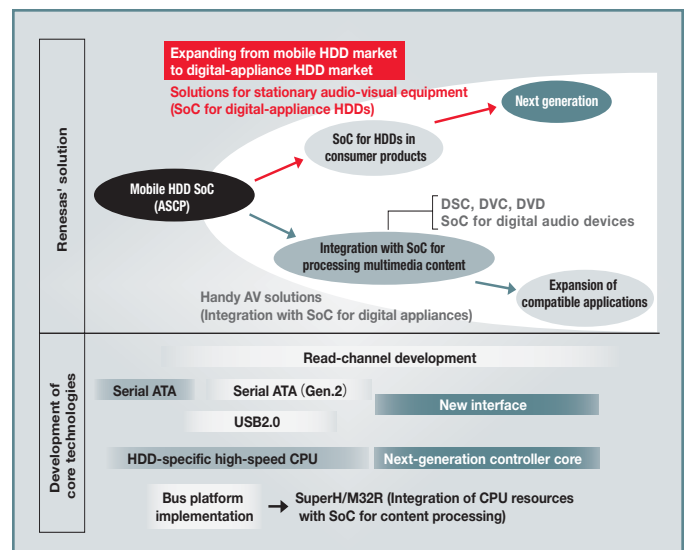 Expanding from mobile HDD market
to digital-appliance HDD market
Solutions for stationary audio-visual equipment
(SoC for digital-appliance HDDs)
Next generation
SoC for HDDs in
consumer products
Renesas' solution
Mobile HDD SoC
(ASCP)
DSC, DVC, DVD
SoC for digital audio devices
Integration with SoC for
processing multimedia content
Expansion of
compatible applications
Handy AV solutions
(Integration with SoC for digital appliances)
Development of
core technologies
Read-channel development
Serial ATA
Serial ATA (Gen.2)
New interface
USB2.0
HDD-specific high-speed CPU
Next-generation controller core
Bus platform
implementation
SuperH/M32R (Integration of CPU resources
with SoC for content processing)